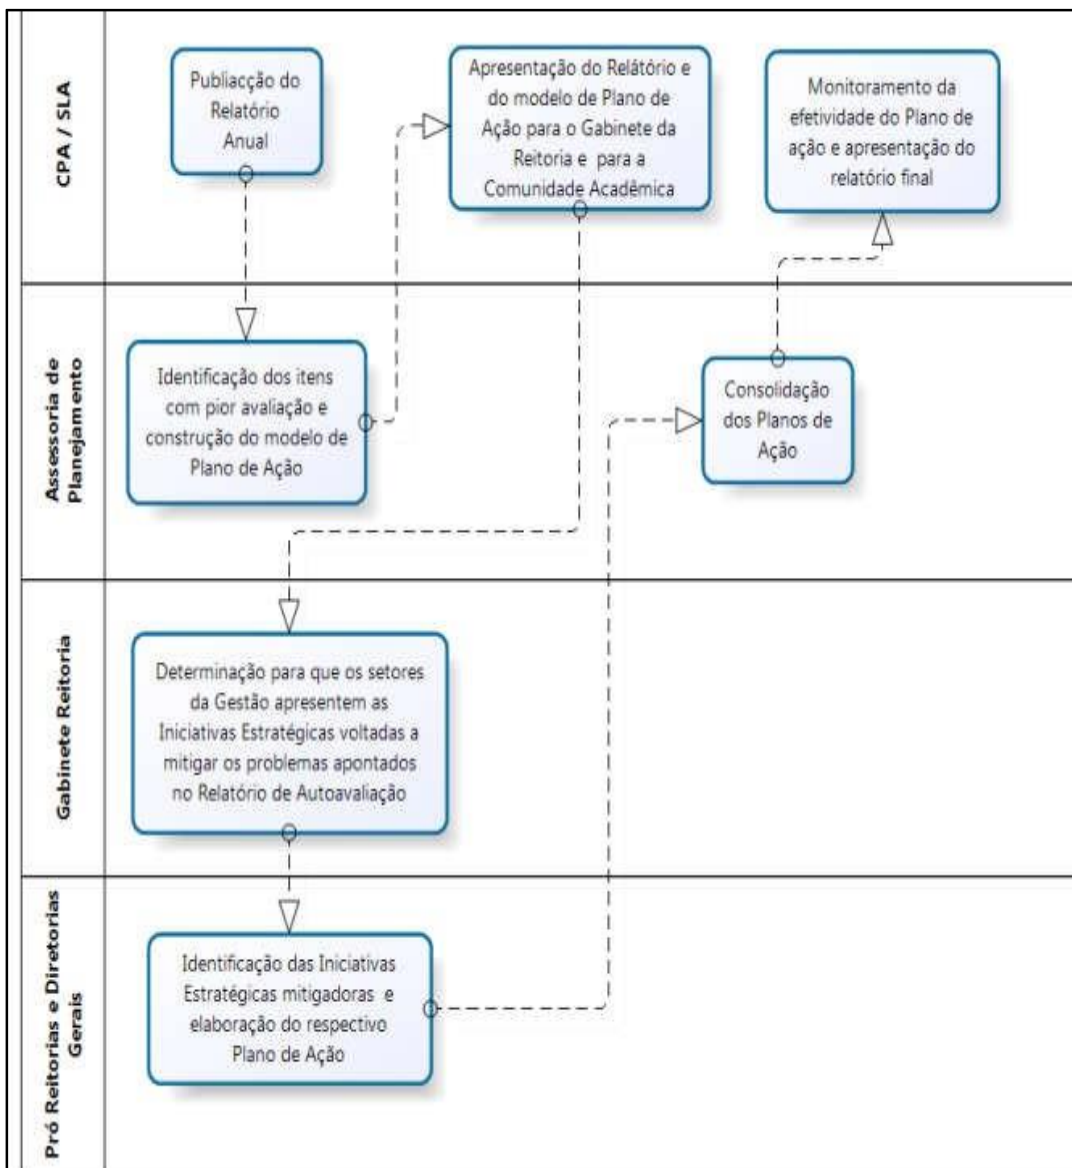 CPA / SLA
Publiacção do
Relatório
Anual
Apresentação do Relátório e
do modelo de Plano de
Ação para o Gabinete da
Reitoria e para a
Comunidade Acadêmica
Monitoramento da
efetividade do Plano de
ação e apresentação do
relatório final
Assessoria de
Planejamento
Identificação dos itens
com pior avaliação e
construção do modelo de
Plano de Ação
Consolidação
dos Planos de
Ação
Gabinete Reitoria
Determinação para que os setores
da Gestão apresentem as
Iniciativas Estratégicas voltadas a
mitigar os problemas apontados
no Relatório de Autoavaliação
Pró Reitorias e Diretorias
Gerais
Identificação das Iniciativas
Estratégicas mitigadoras e
elaboração do respectivo
Plano de Ação